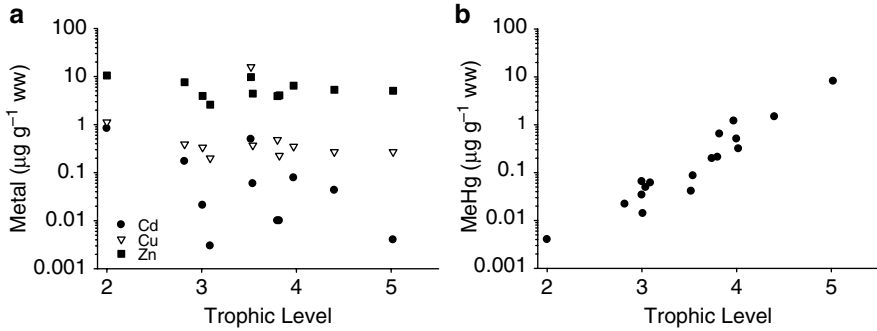 a
100
10
1
0.1
0.01
0.001
Metal (μg g⁻¹ ww)
Cd
Cu
Zn
2 3 4 5
Trophic Level
b
100
10
1
0.1
0.01
0.001
MeHg (μg g⁻¹ ww)
2 3 4 5
Trophic Level